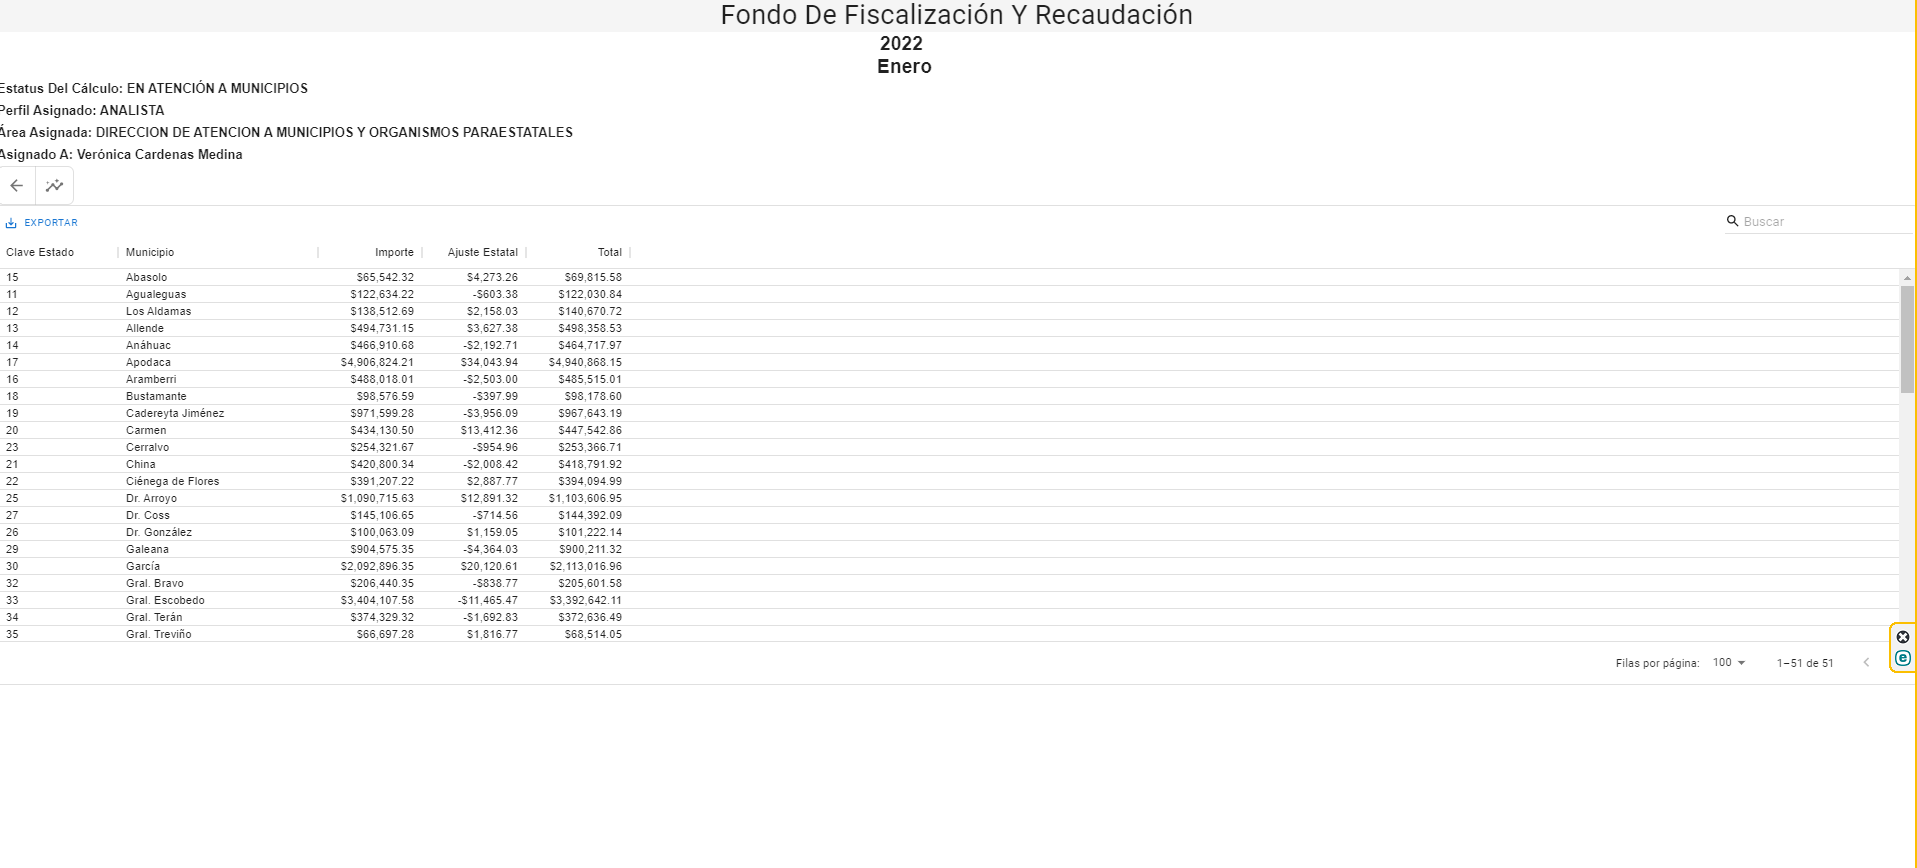 Fondo De Fiscalización Y Recaudación
2022
Enero
Estatus Del Cálculo: EN ATENCIÓN A MUNICIPIOS
Perfil Asignado: ANALISTA
Área Asignada: DIRECCION DE ATENCION A MUNICIPIOS Y ORGANISMOS PARAESTATALES
Asignado A: Verónica Cardenas Medina
EXPORTAR
Buscar
Clave Estado Municipio Importe Ajuste Estatal Total
15 Abasolo $65,542.32 $4,273.26 $69,815.58
11 Agualeguas $122,634.22 -$603.38 $122,030.84
12 Los Aldamas $138,512.69 $2,158.03 $140,670.72
13 Allende $494,731.15 $3,627.38 $498,358.53
14 Anáhuac $466,910.68 -$2,192.71 $464,717.97
17 Apodaca $4,906,824.21 $34,043.94 $4,940,868.15
16 Aramberri $488,018.01 -$2,503.00 $485,515.01
18 Bustamante $98,576.59 -$397.99 $98,178.60
19 Cadereyta Jiménez $971,599.28 -$3,956.09 $967,643.19
20 Carmen $434,130.50 $13,412.36 $447,542.86
23 Cerralvo $254,321.67 -$954.96 $253,366.71
21 China $420,800.34 -$2,008.42 $418,791.92
22 Ciénega de Flores $391,207.22 $2,887.77 $394,094.99
25 Dr. Arroyo $1,090,715.63 $12,891.32 $1,103,606.95
27 Dr. Coss $145,106.65 -$714.56 $144,392.09
26 Dr. González $100,063.09 $1,159.05 $101,222.14
29 Galeana $904,575.35 -$4,364.03 $900,211.32
30 García $2,092,896.35 $20,120.61 $2,113,016.96
32 Gral. Bravo $206,440.35 -$838.77 $205,601.58
33 Gral. Escobedo $3,404,107.58 -$11,465.47 $3,392,642.11
34 Gral. Terán $374,329.32 -$1,692.83 $372,636.49
35 Gral. Treviño $66,697.28 $1,816.77 $68,514.05
Filas por página: 100 1–51 de 51